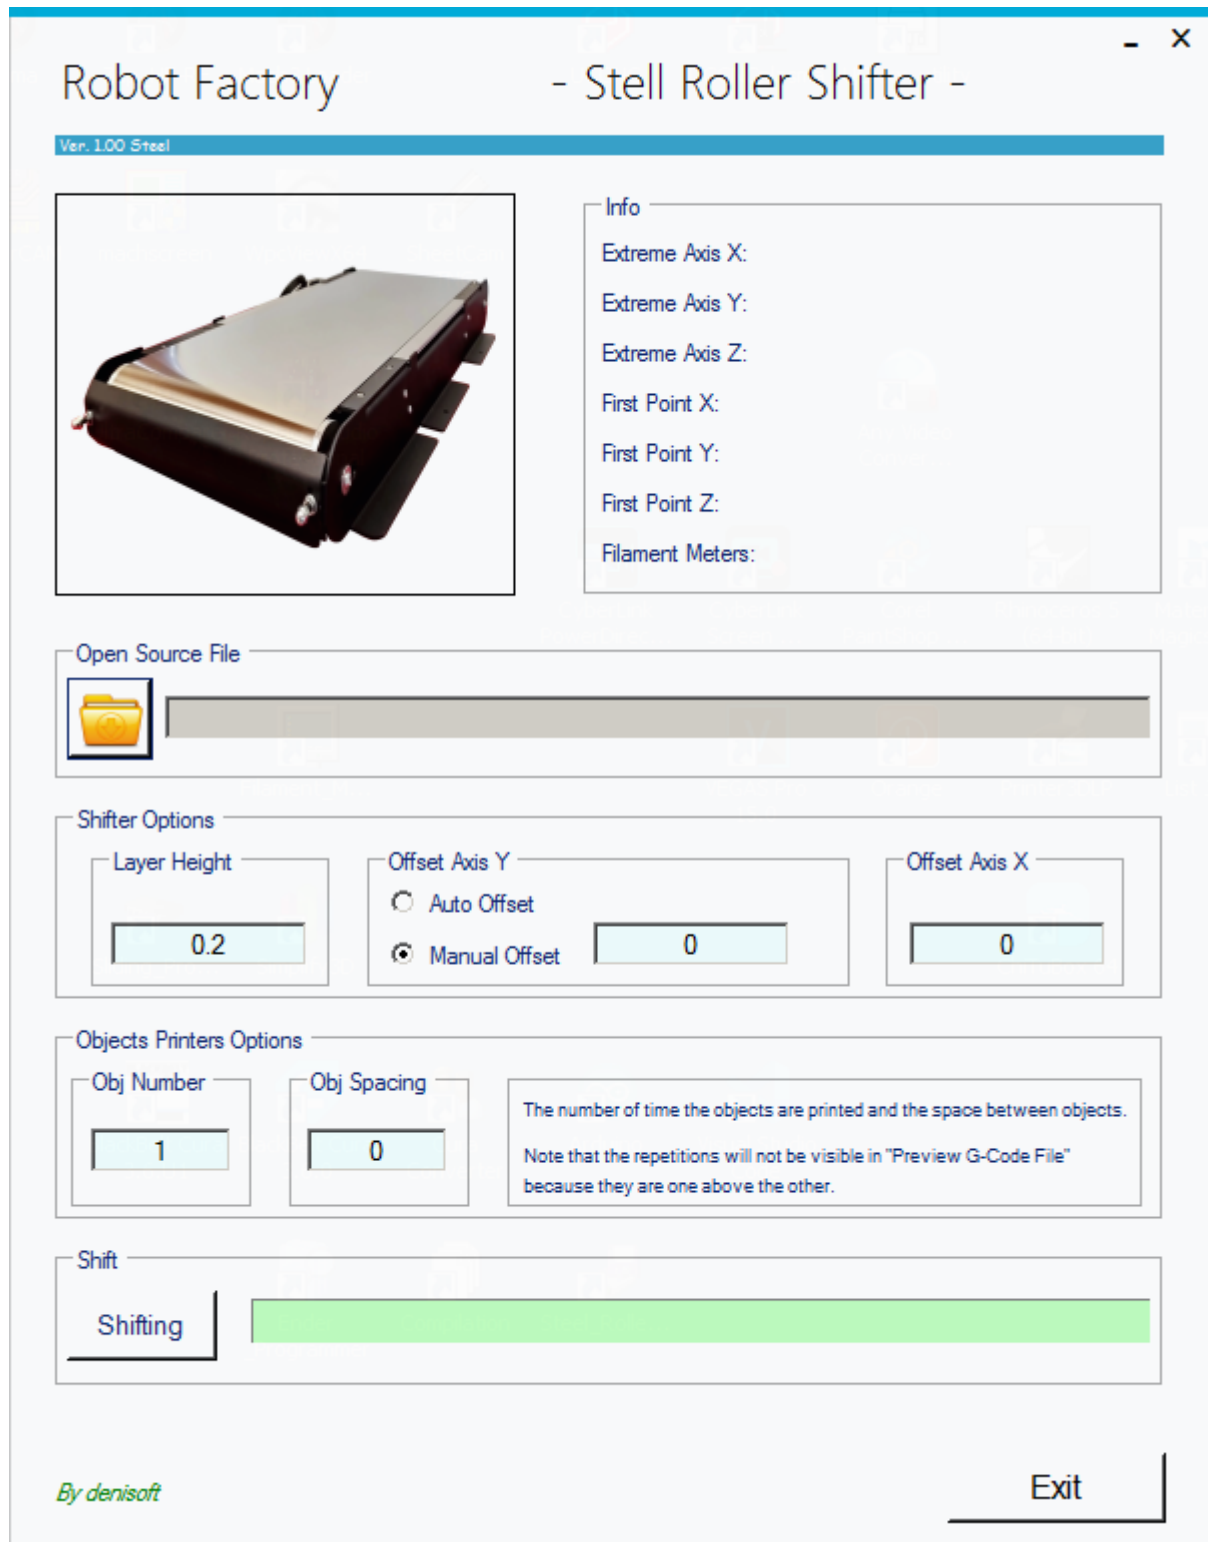 Robot Factory - Stell Roller Shifter -
Ver. 1.00 Steel
Info
Extreme Axis X:
Extreme Axis Y:
Extreme Axis Z:
First Point X:
First Point Y:
First Point Z:
Filament Meters:
Open Source File
Shifter Options
Layer Height
0.2
Offset Axis Y
Auto Offset
Manual Offset 0
Offset Axis X
0
Objects Printers Options
Obj Number
1
Obj Spacing
0
The number of time the objects are printed and the space between objects.
Note that the repetitions will not be visible in "Preview G-Code File"
because they are one above the other.
Shift
Shifting
By denisoft
Exit